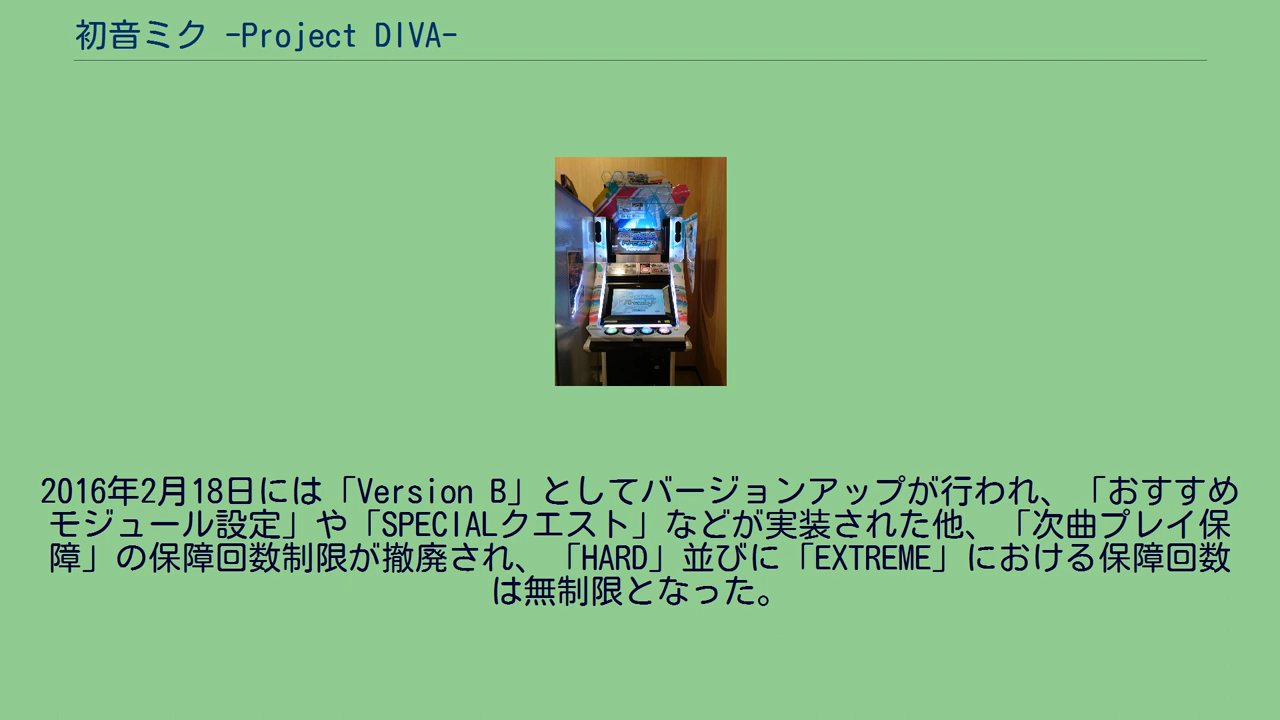 初音ミク -Project DIVA-
2016年2月18日には「Version B」としてバージョンアップが行われ、「おすすめ
モジュール設定」や「SPECIALクエスト」などが実装された他、「次曲プレイ保
障」の保障回数制限が撤廃され、「HARD」並びに「EXTREME」における保障回数
は無制限となった。